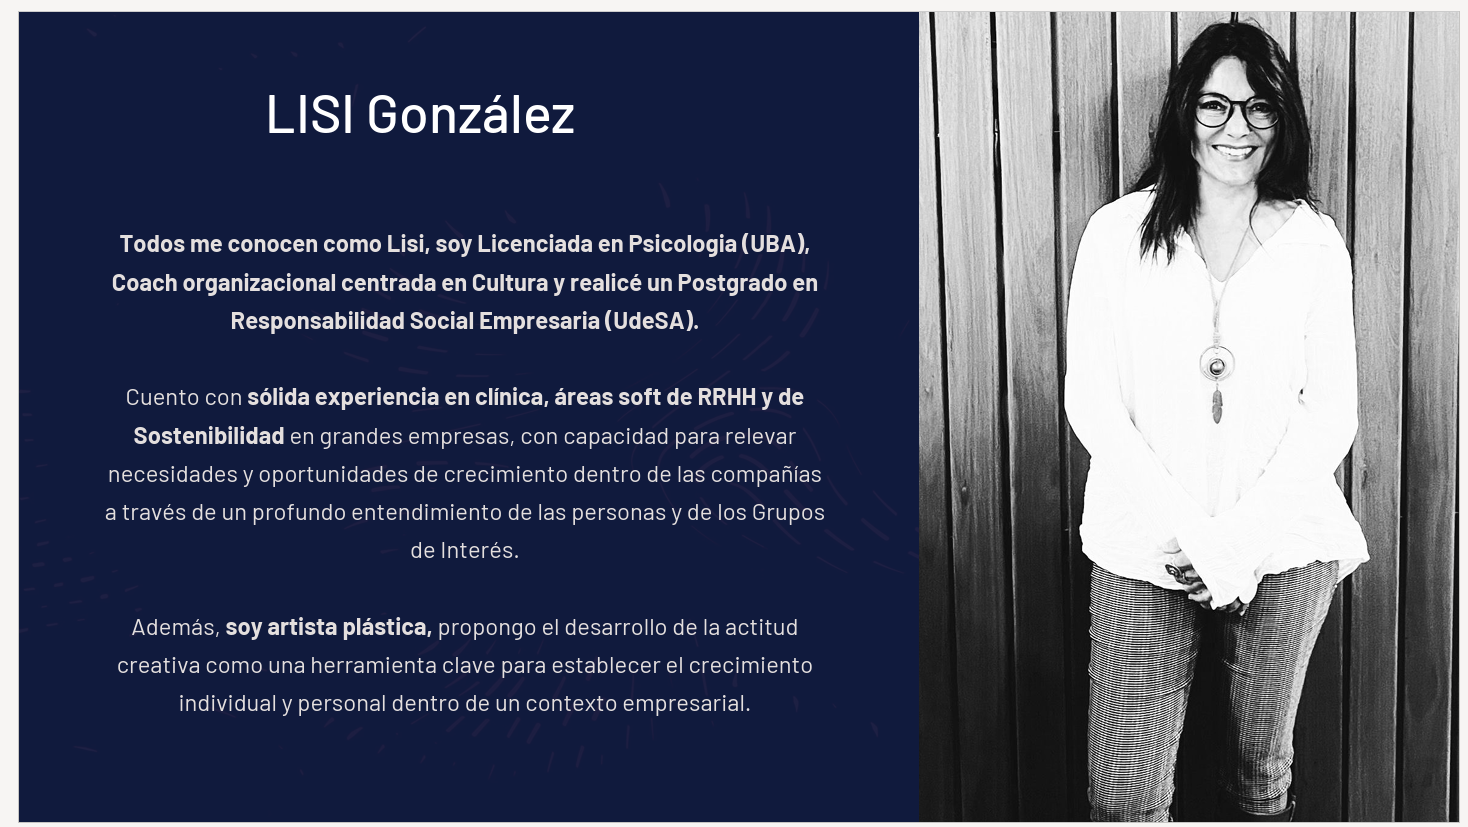 LISI González
Todos me conocen como Lisi, soy Licenciada en Psicologia (UBA),
Coach organizacional centrada en Cultura y realicé un Postgrado en
Responsabilidad Social Empresaria (UdeSA).
Cuento con sólida experiencia en clínica, áreas soft de RRHH y de
Sostenibilidad en grandes empresas, con capacidad para relevar
necesidades y oportunidades de crecimiento dentro de las compañías
a través de un profundo entendimiento de las personas y de los Grupos
de Interés.
Además, soy artista plástica, propongo el desarrollo de la actitud
creativa como una herramienta clave para establecer el crecimiento
individual y personal dentro de un contexto empresarial.